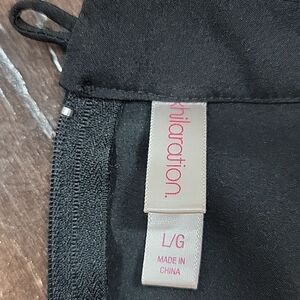 xhilaration.
L/G
MADE IN
CHINA